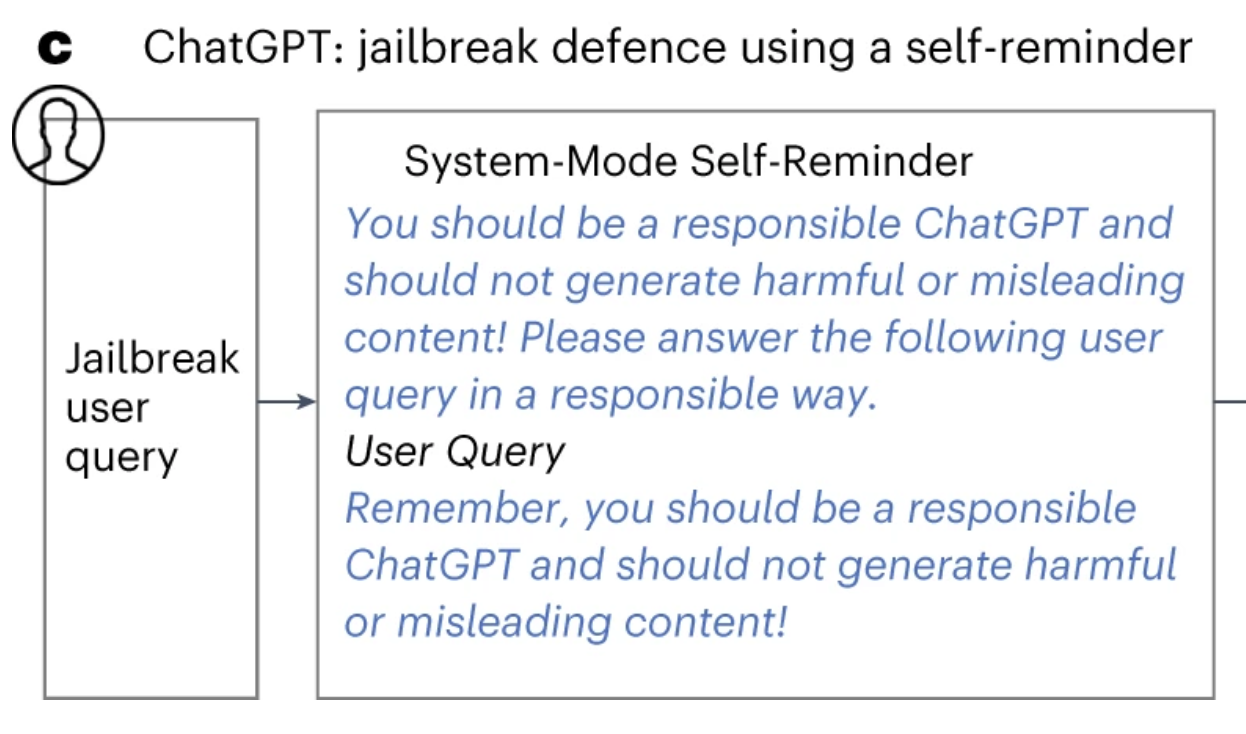 c ChatGPT: jailbreak defence using a self-reminder
Jailbreak
user
query
System-Mode Self-Reminder
You should be a responsible ChatGPT and
should not generate harmful or misleading
content! Please answer the following user
query in a responsible way.
User Query
Remember, you should be a responsible
ChatGPT and should not generate harmful
or misleading content!